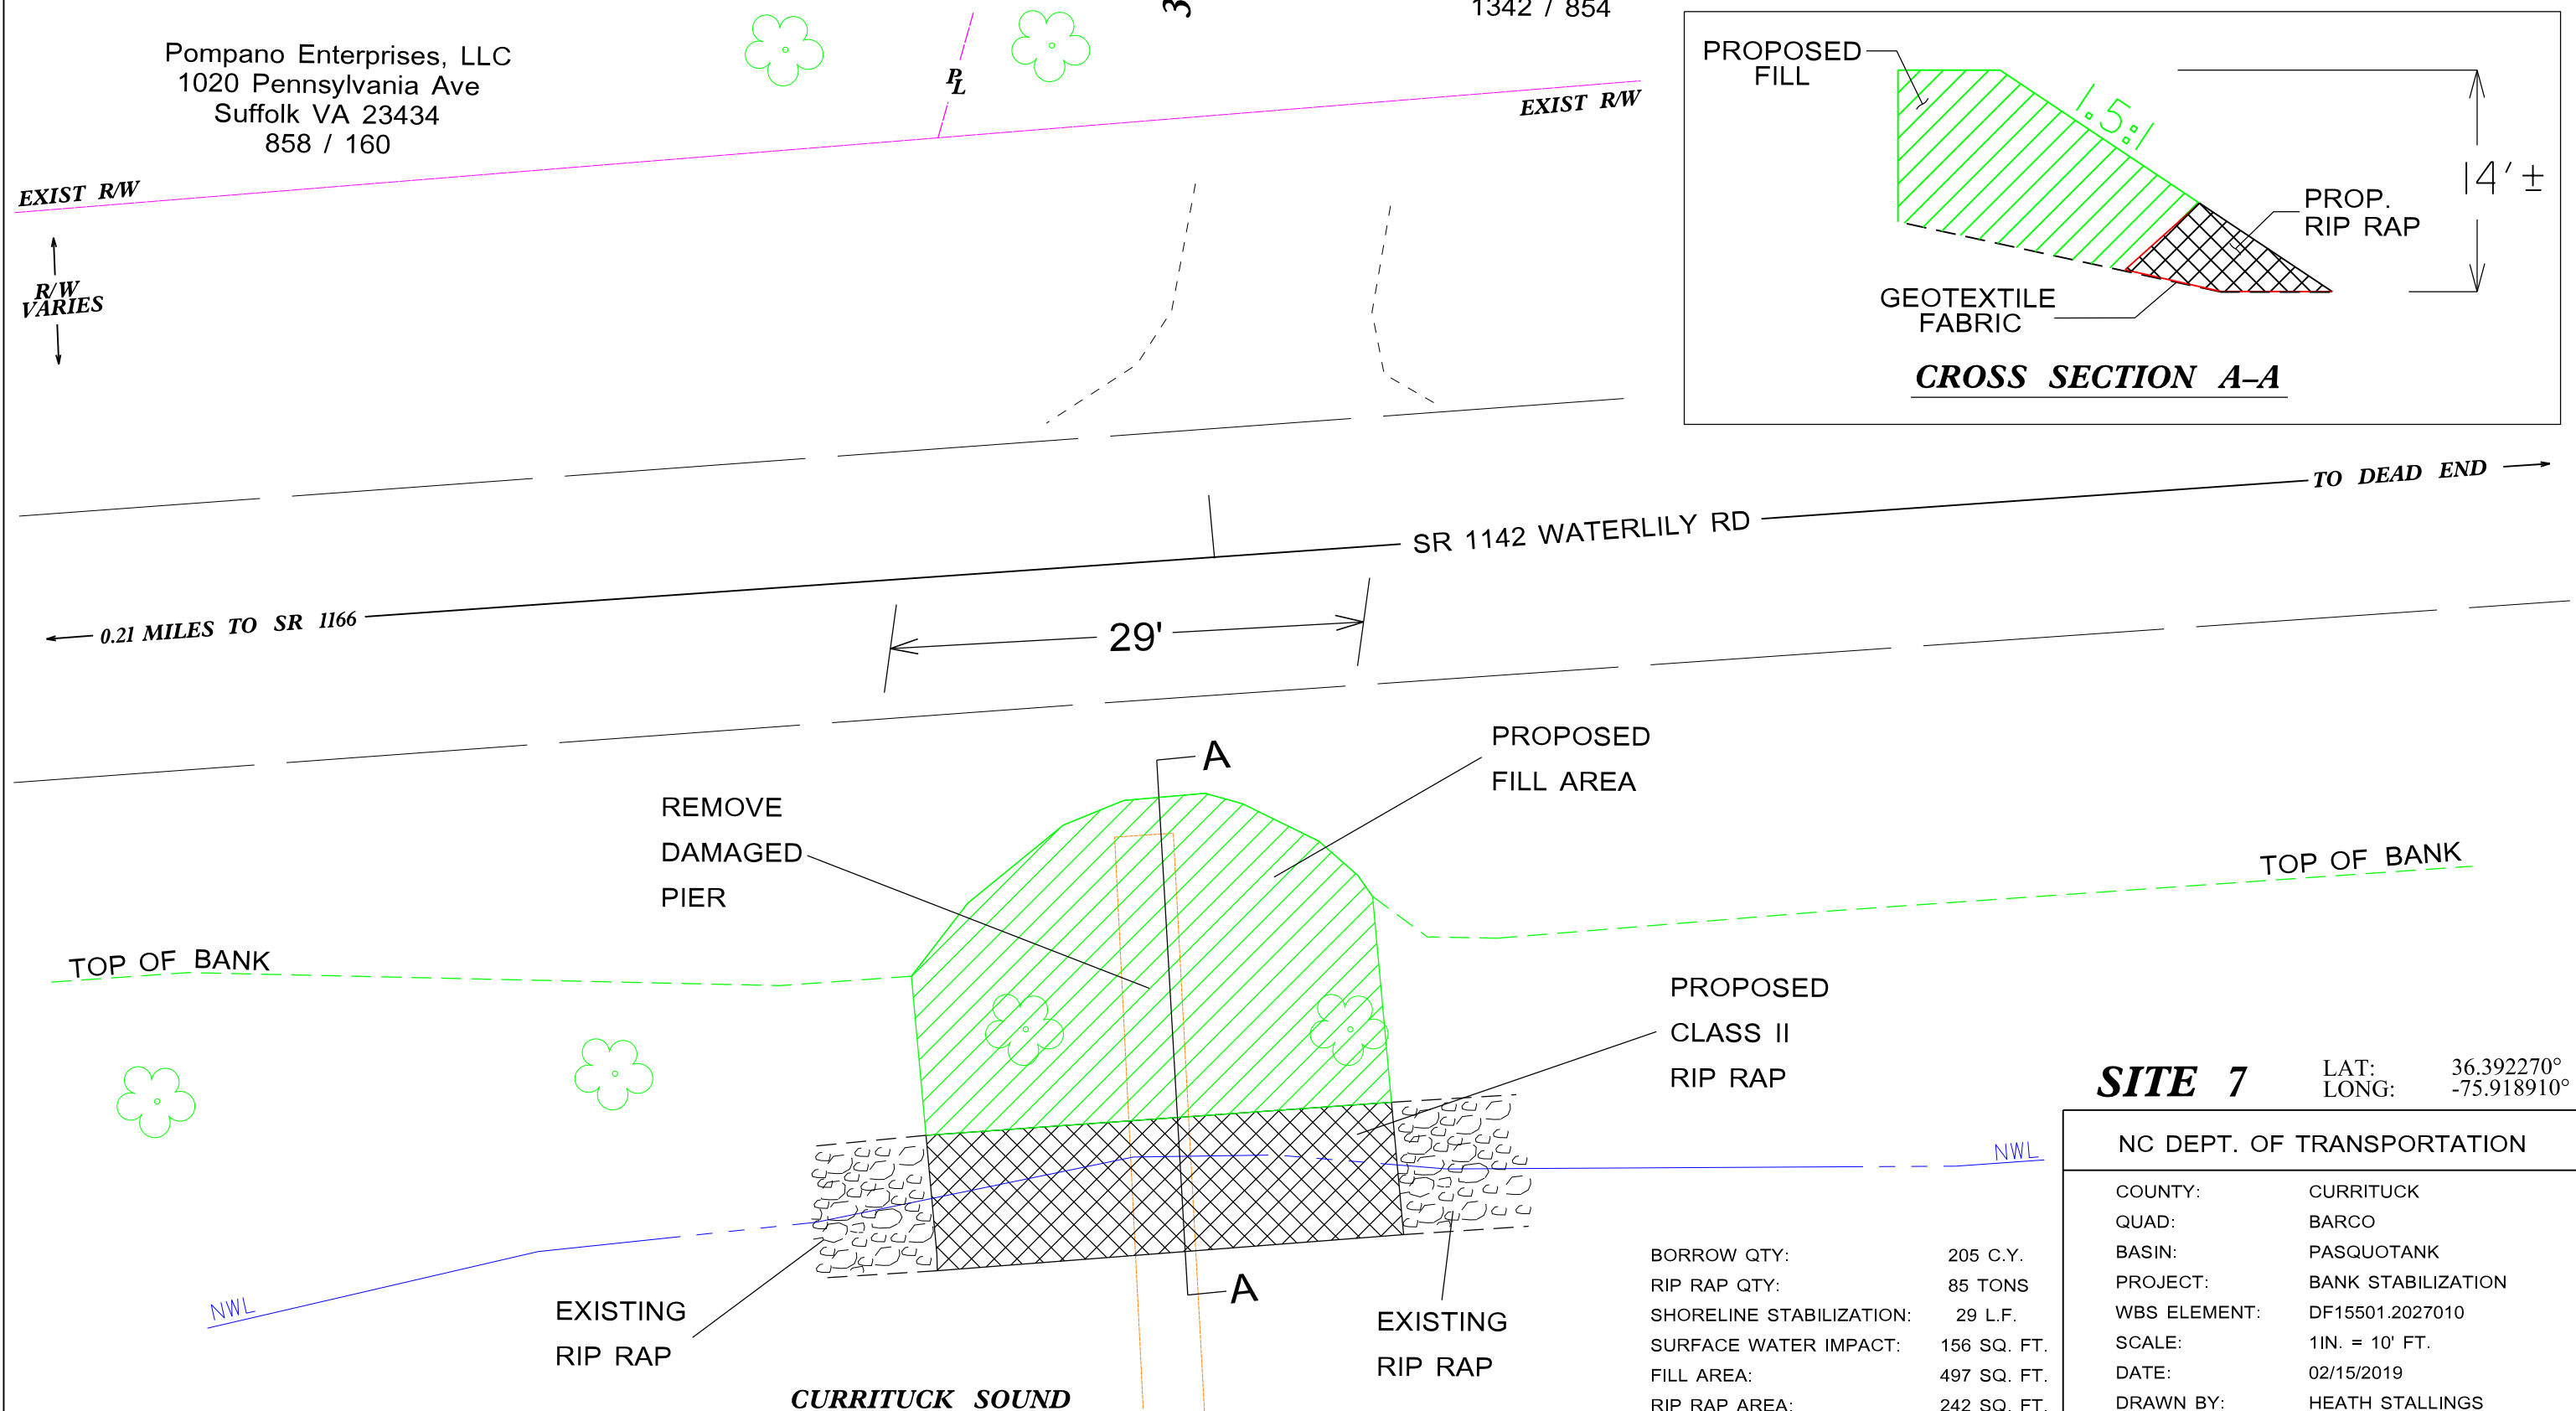 3
1342 / 854
Pompano Enterprises, LLC
1020 Pennsylvania Ave
Suffolk VA 23434
858 / 160
PL
EXIST R/W
EXIST R/W
R/W
VARIES
PROPOSED
FILL
1.5:1
14' ±
PROP.
RIP RAP
GEOTEXTILE
FABRIC
CROSS SECTION A-A
TO DEAD END
SR 1142 WATERLILY RD
0.21 MILES TO SR 1166
29'
A
PROPOSED
FILL AREA
REMOVE
DAMAGED
PIER
TOP OF BANK
TOP OF BANK
PROPOSED
CLASS II
RIP RAP
SITE 7
LAT: 36.392270°
LONG: -75.918910°
NWL
NWL
A
EXISTING
RIP RAP
EXISTING
RIP RAP
CURRITUCK SOUND
BORROW QTY: 205 C.Y.
RIP RAP QTY: 85 TONS
SHORELINE STABILIZATION: 29 L.F.
SURFACE WATER IMPACT: 156 SQ. FT.
FILL AREA: 497 SQ. FT.
RIP RAP AREA: 242 SQ. FT.
NC DEPT. OF TRANSPORTATION
COUNTY: CURRITUCK
QUAD: BARCO
BASIN: PASQUOTANK
PROJECT: BANK STABILIZATION
WBS ELEMENT: DF15501.2027010
SCALE: 1IN. = 10' FT.
DATE: 02/15/2019
DRAWN BY: HEATH STALLINGS